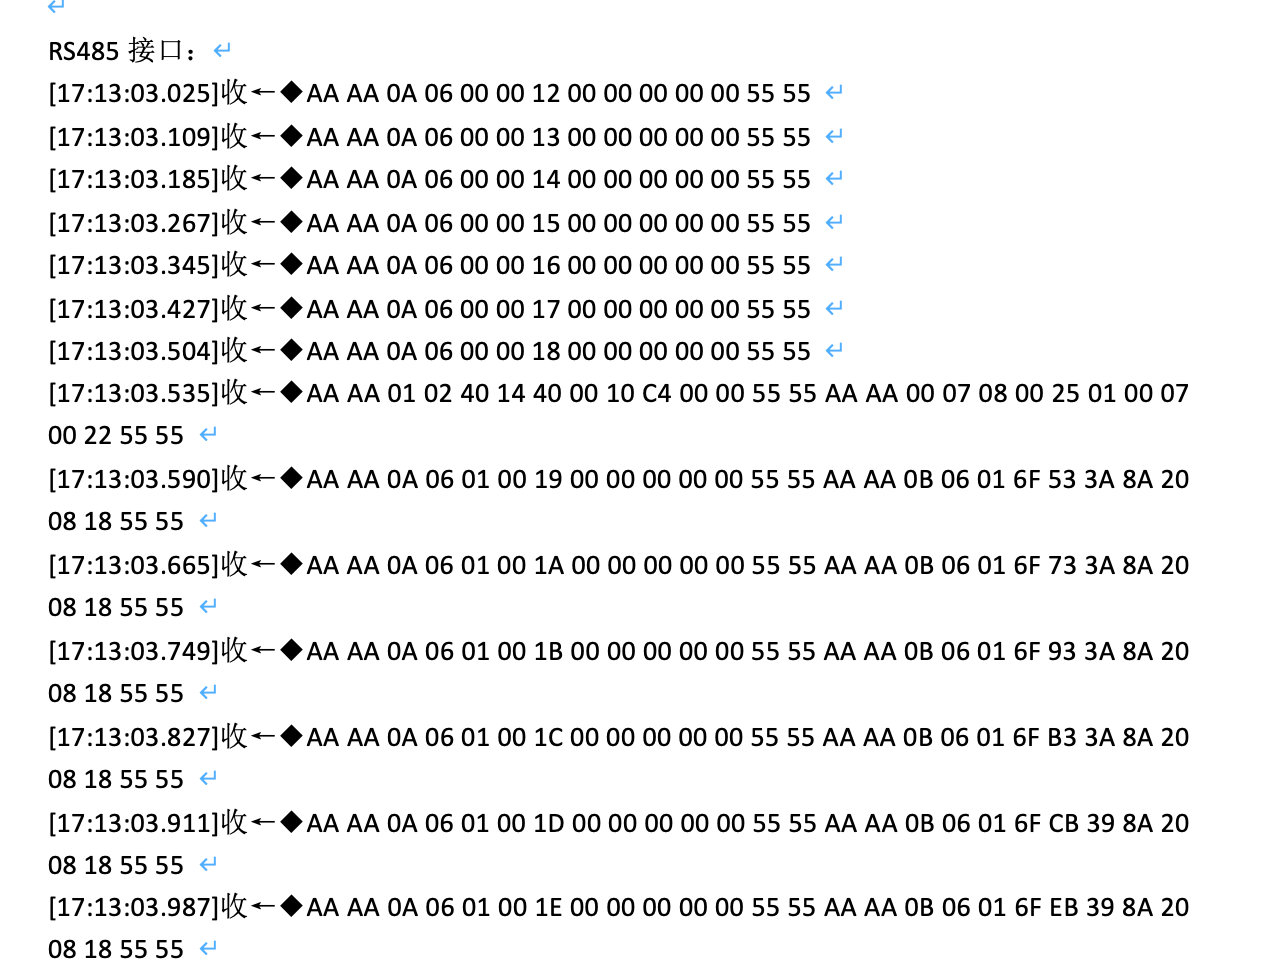 RS485 接口：
[17:13:03.025]收←◆AA AA 0A 06 00 00 12 00 00 00 00 00 55 55
[17:13:03.109]收←◆AA AA 0A 06 00 00 13 00 00 00 00 00 55 55
[17:13:03.185]收←◆AA AA 0A 06 00 00 14 00 00 00 00 00 55 55
[17:13:03.267]收←◆AA AA 0A 06 00 00 15 00 00 00 00 00 55 55
[17:13:03.345]收←◆AA AA 0A 06 00 00 16 00 00 00 00 00 55 55
[17:13:03.427]收←◆AA AA 0A 06 00 00 17 00 00 00 00 00 55 55
[17:13:03.504]收←◆AA AA 0A 06 00 00 18 00 00 00 00 00 55 55
[17:13:03.535]收←◆AA AA 01 02 40 14 40 00 10 C4 00 00 55 55 AA AA 00 07 08 00 25 01 00 07
00 22 55 55
[17:13:03.590]收←◆AA AA 0A 06 01 00 19 00 00 00 00 00 55 55 AA AA 0B 06 01 6F 53 3A 8A 20
08 18 55 55
[17:13:03.665]收←◆AA AA 0A 06 01 00 1A 00 00 00 00 00 55 55 AA AA 0B 06 01 6F 73 3A 8A 20
08 18 55 55
[17:13:03.749]收←◆AA AA 0A 06 01 00 1B 00 00 00 00 00 55 55 AA AA 0B 06 01 6F 93 3A 8A 20
08 18 55 55
[17:13:03.827]收←◆AA AA 0A 06 01 00 1C 00 00 00 00 00 55 55 AA AA 0B 06 01 6F B3 3A 8A 20
08 18 55 55
[17:13:03.911]收←◆AA AA 0A 06 01 00 1D 00 00 00 00 00 55 55 AA AA 0B 06 01 6F CB 39 8A 20
08 18 55 55
[17:13:03.987]收←◆AA AA 0A 06 01 00 1E 00 00 00 00 00 55 55 AA AA 0B 06 01 6F EB 39 8A 20
08 18 55 55